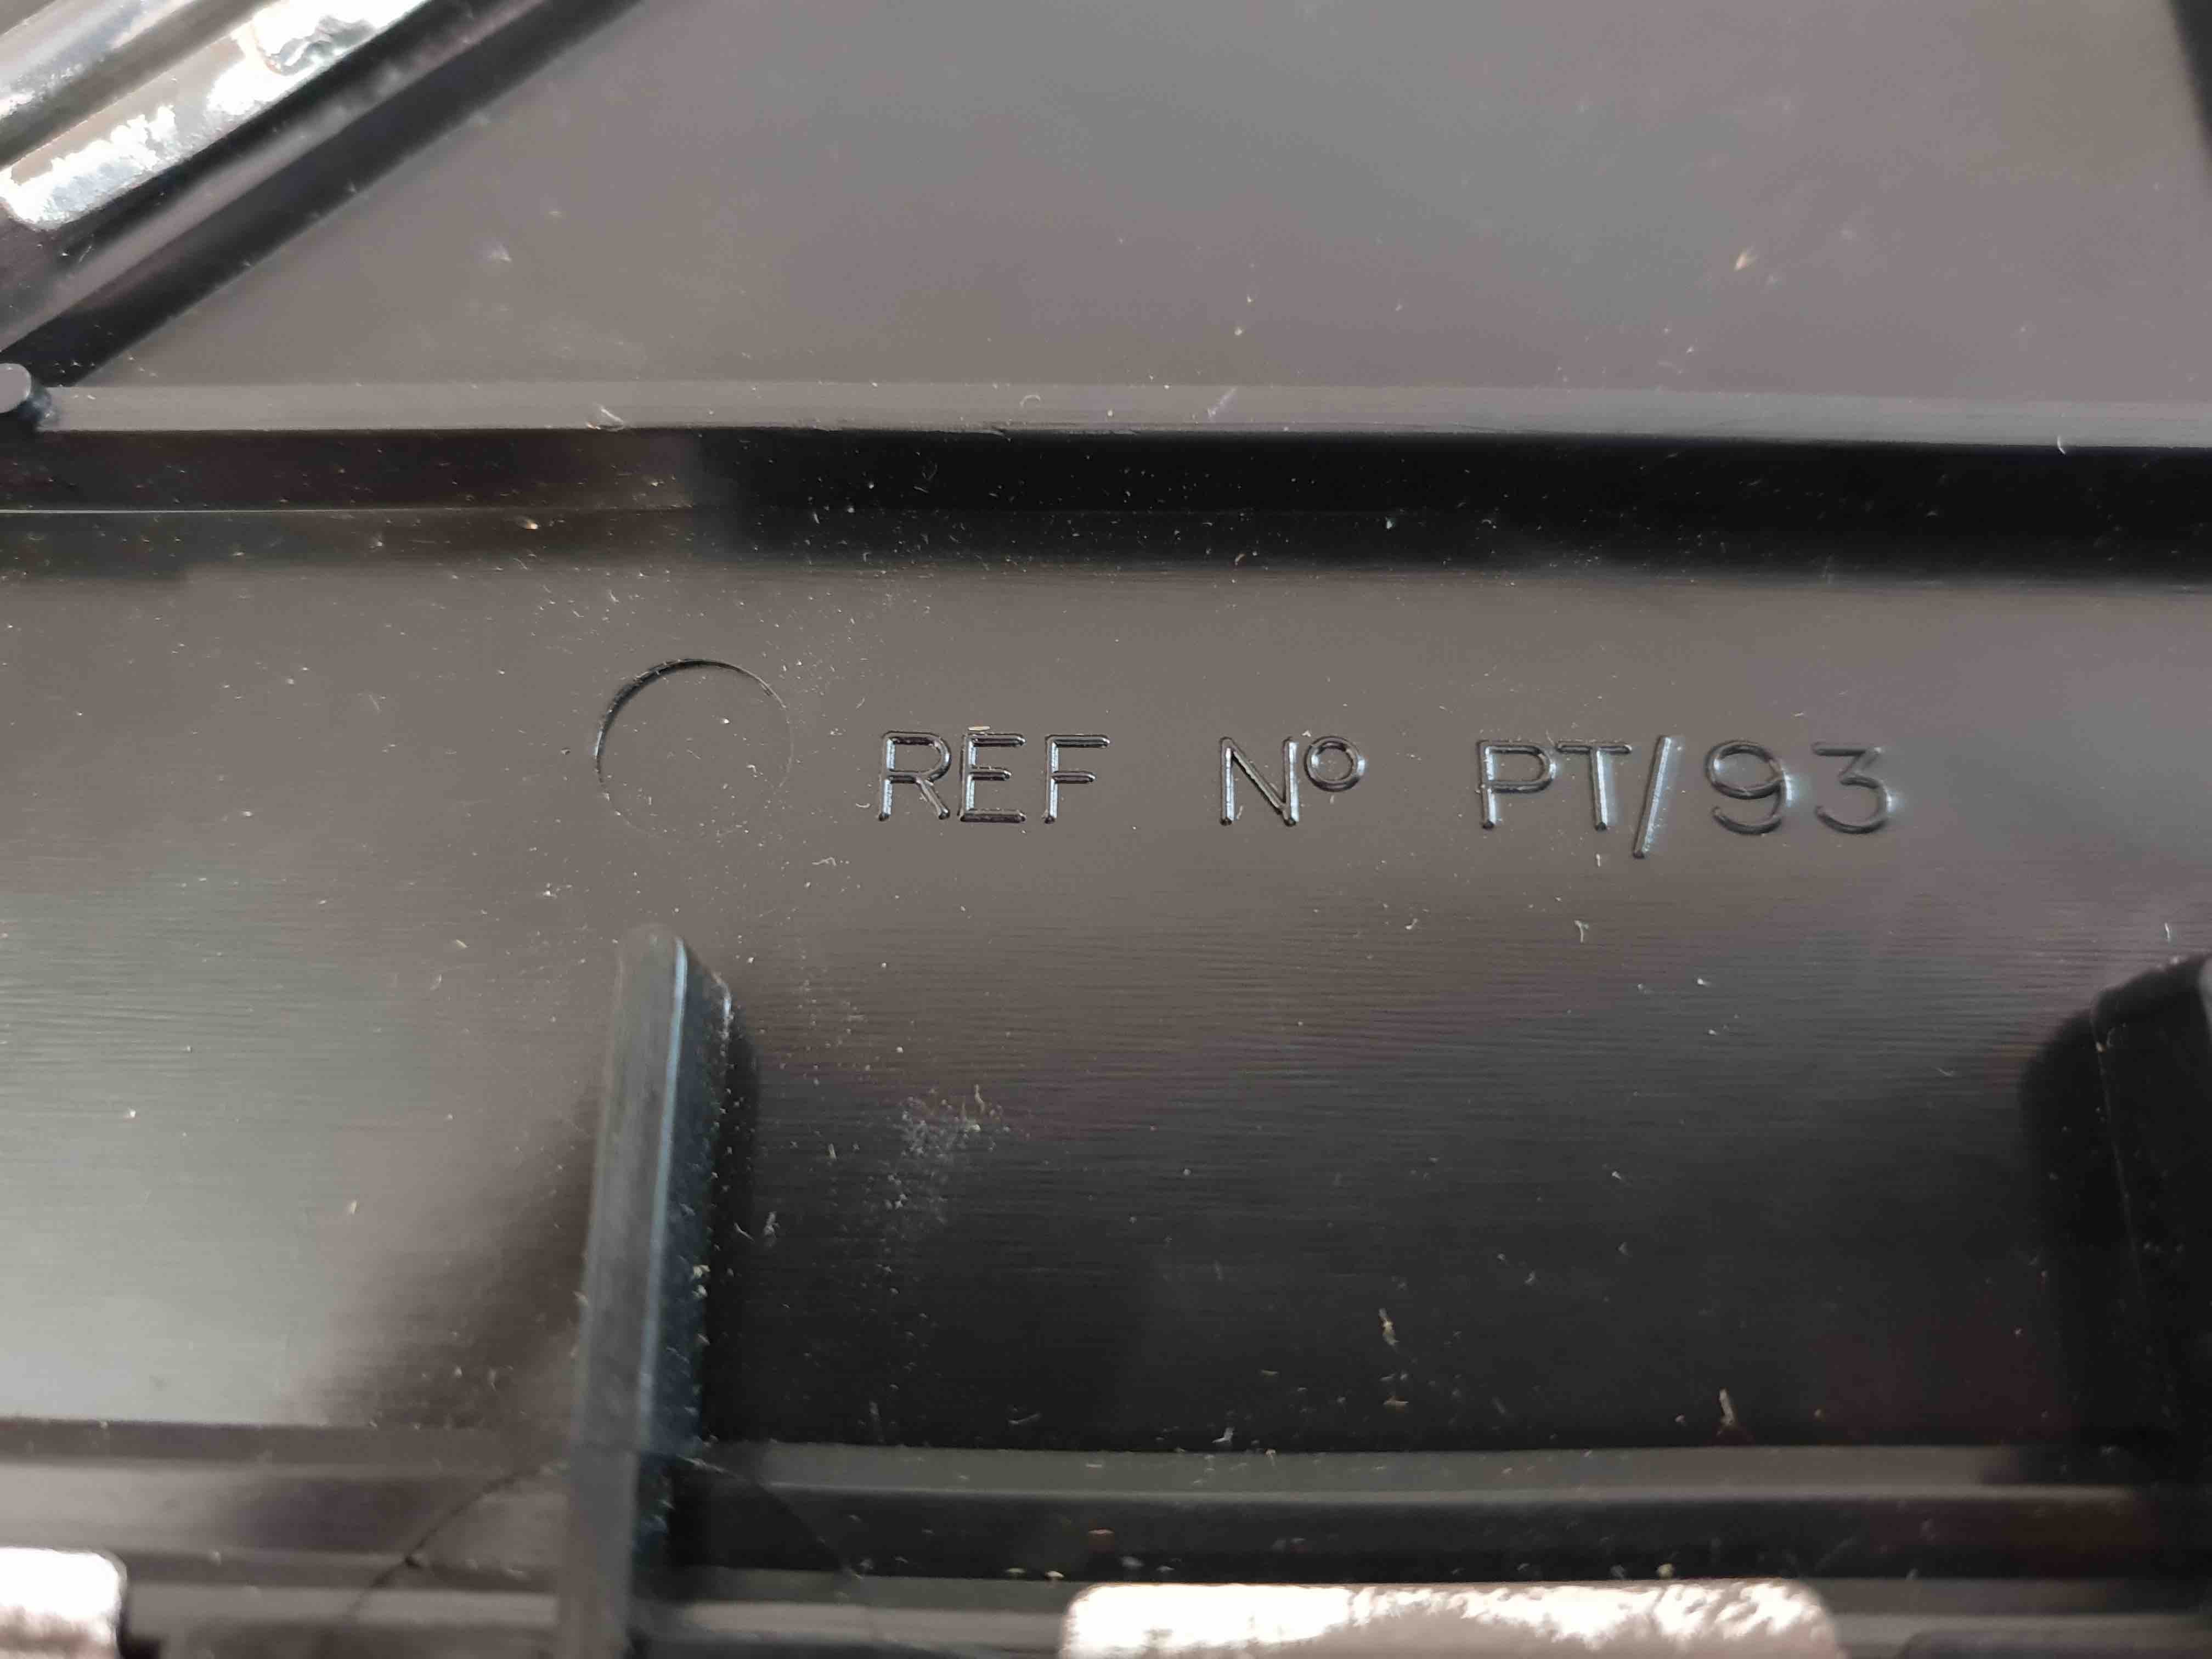 REF Nº PT/93